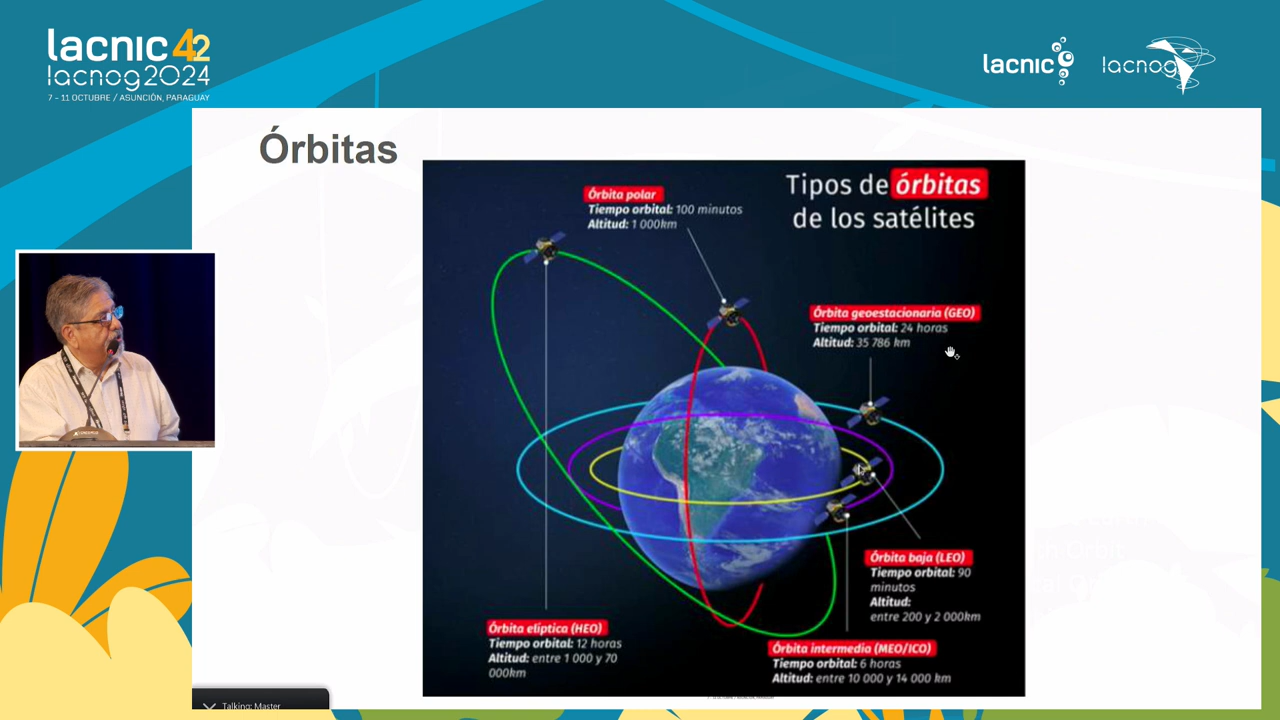 lacnic 42
lacnog2024
7 - 11 OCTUBRE / ASUNCIÓN, PARAGUAY
lacnic
lacnog
Órbitas
Tipos de órbitas
de los satélites
Órbita polar
Tiempo orbital: 100 minutos
Altitud: 1 000km
Órbita geoestacionaria (GEO)
Tiempo orbital: 24 horas
Altitud: 35 786 km
Órbita baja (LEO)
Tiempo orbital: 90
minutos
Altitud:
entre 200 y 2 000km
Órbita elíptica (HEO)
Tiempo orbital: 12 horas
Altitud: entre 1 000 y 70
000km
Órbita intermedia (MEO/ICO)
Tiempo orbital: 6 horas
Altitud: entre 10 000 y 14 000 km
Talking: Master